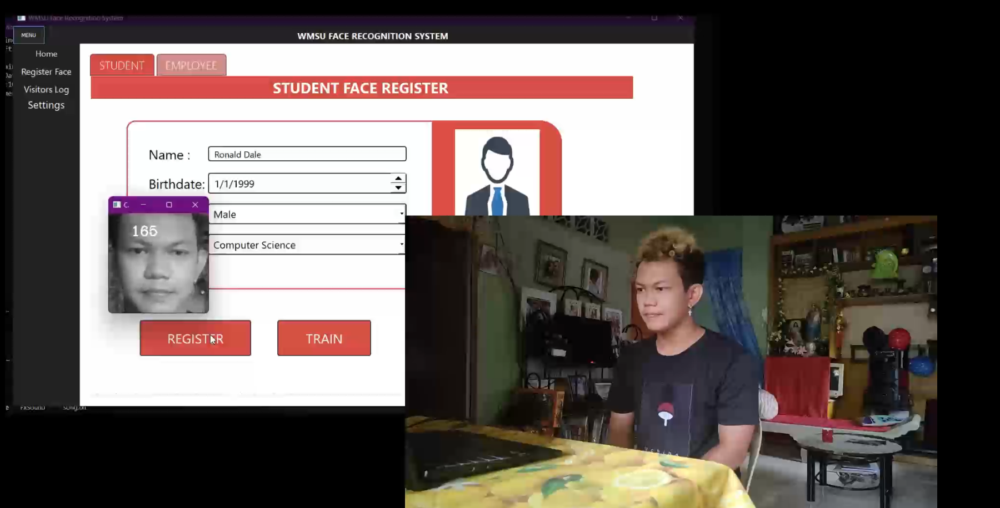 WMSU Face Recognition System
MENU
WMSU FACE RECOGNITION SYSTEM
Home
Register Face
Visitors Log
Settings
STUDENT
EMPLOYEE
STUDENT FACE REGISTER
Name :
Ronald Dale
Birthdate:
1/1/1999
C.
165
Male
Computer Science
REGISTER
TRAIN
FxSound
song.txt